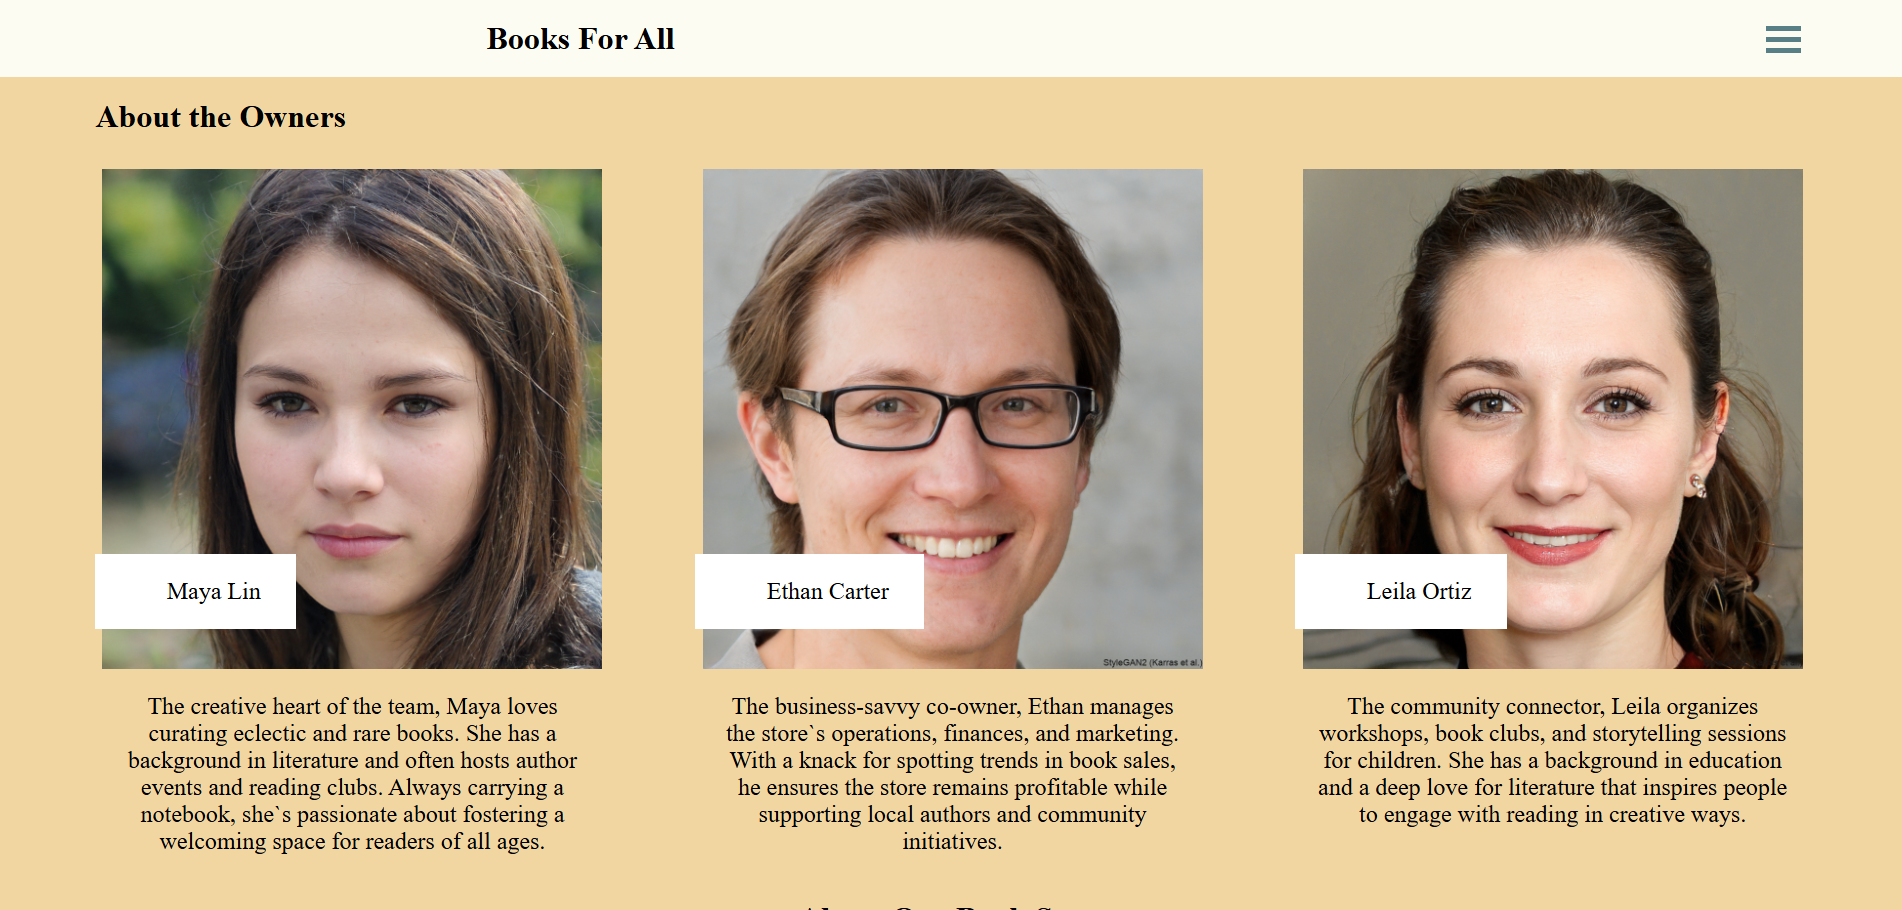 Books For All
About the Owners
Maya Lin
Ethan Carter
Leila Ortiz
StyleGAN2 (Karras et al.)
The creative heart of the team, Maya loves
curating eclectic and rare books. She has a
background in literature and often hosts author
events and reading clubs. Always carrying a
notebook, she`s passionate about fostering a
welcoming space for readers of all ages.
The business-savvy co-owner, Ethan manages
the store`s operations, finances, and marketing.
With a knack for spotting trends in book sales,
he ensures the store remains profitable while
supporting local authors and community
initiatives.
The community connector, Leila organizes
workshops, book clubs, and storytelling sessions
for children. She has a background in education
and a deep love for literature that inspires people
to engage with reading in creative ways.